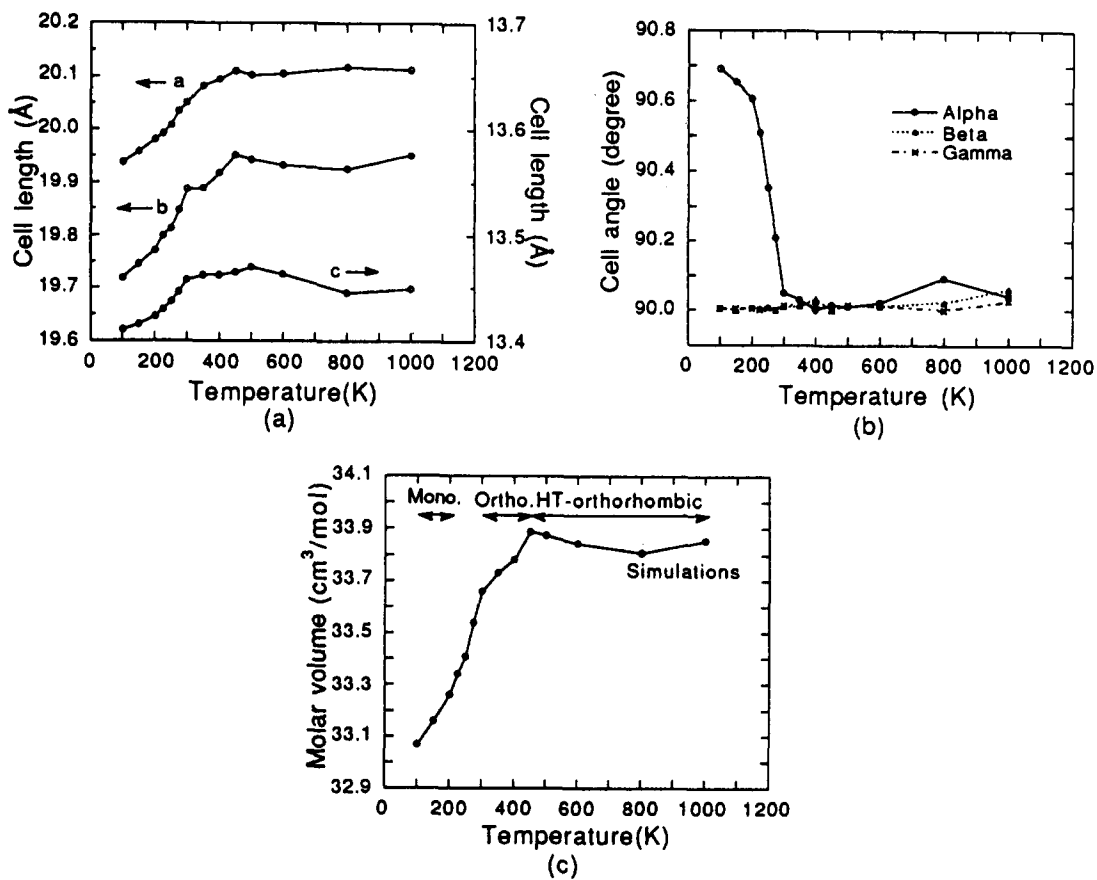 20.2
20.1
20.0
19.9
19.8
19.7
19.6
Cell length (Å)
13.7
13.6
13.5
13.4
Cell length (Å)
a
b
c
0 200 400 600 800 1000 1200
Temperature(K)
(a)
90.8
90.6
90.4
90.2
90.0
Cell angle (degree)
Alpha
Beta
Gamma
0 200 400 600 800 1000 1200
Temperature (K)
(b)
34.1
33.9
33.7
33.5
33.3
33.1
32.9
Molar volume (cm³/mol)
Mono. Ortho. HT-orthorhombic
Simulations
0 200 400 600 800 1000 1200
Temperature(K)
(c)